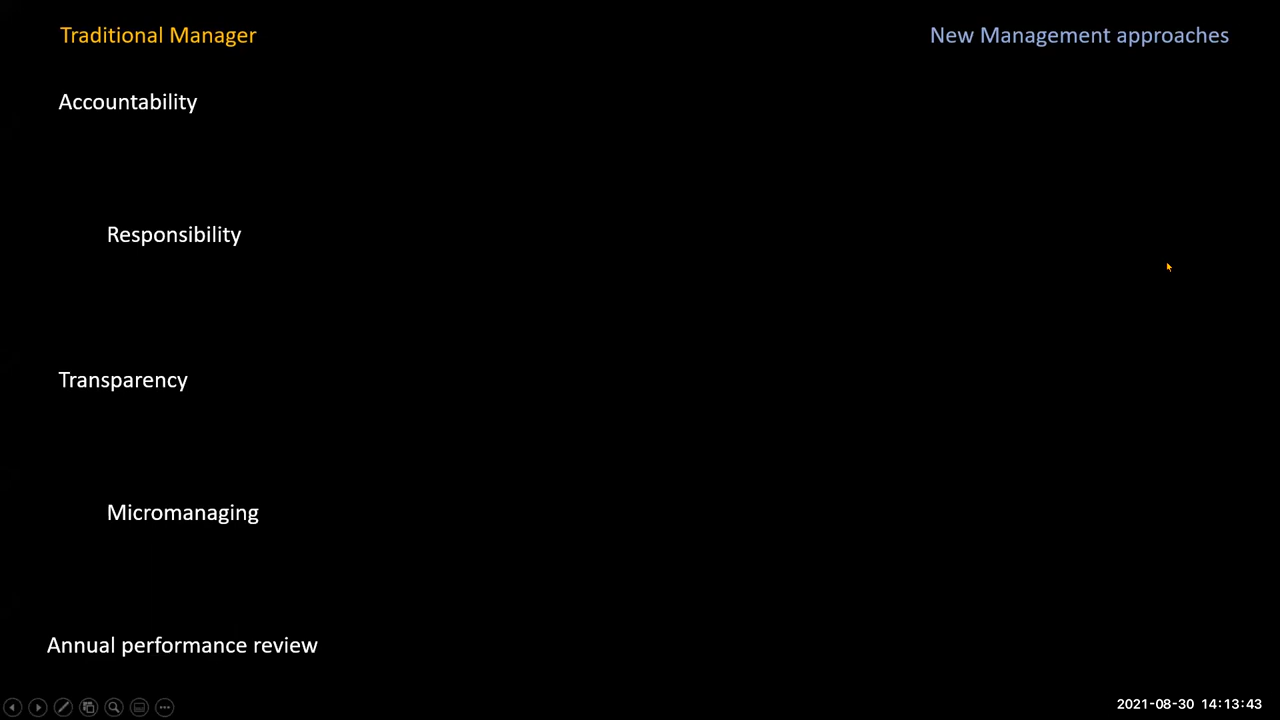 Traditional Manager
New Management approaches
Accountability
Responsibility
Transparency
Micromanaging
Annual performance review
2021-08-30 14:13:43